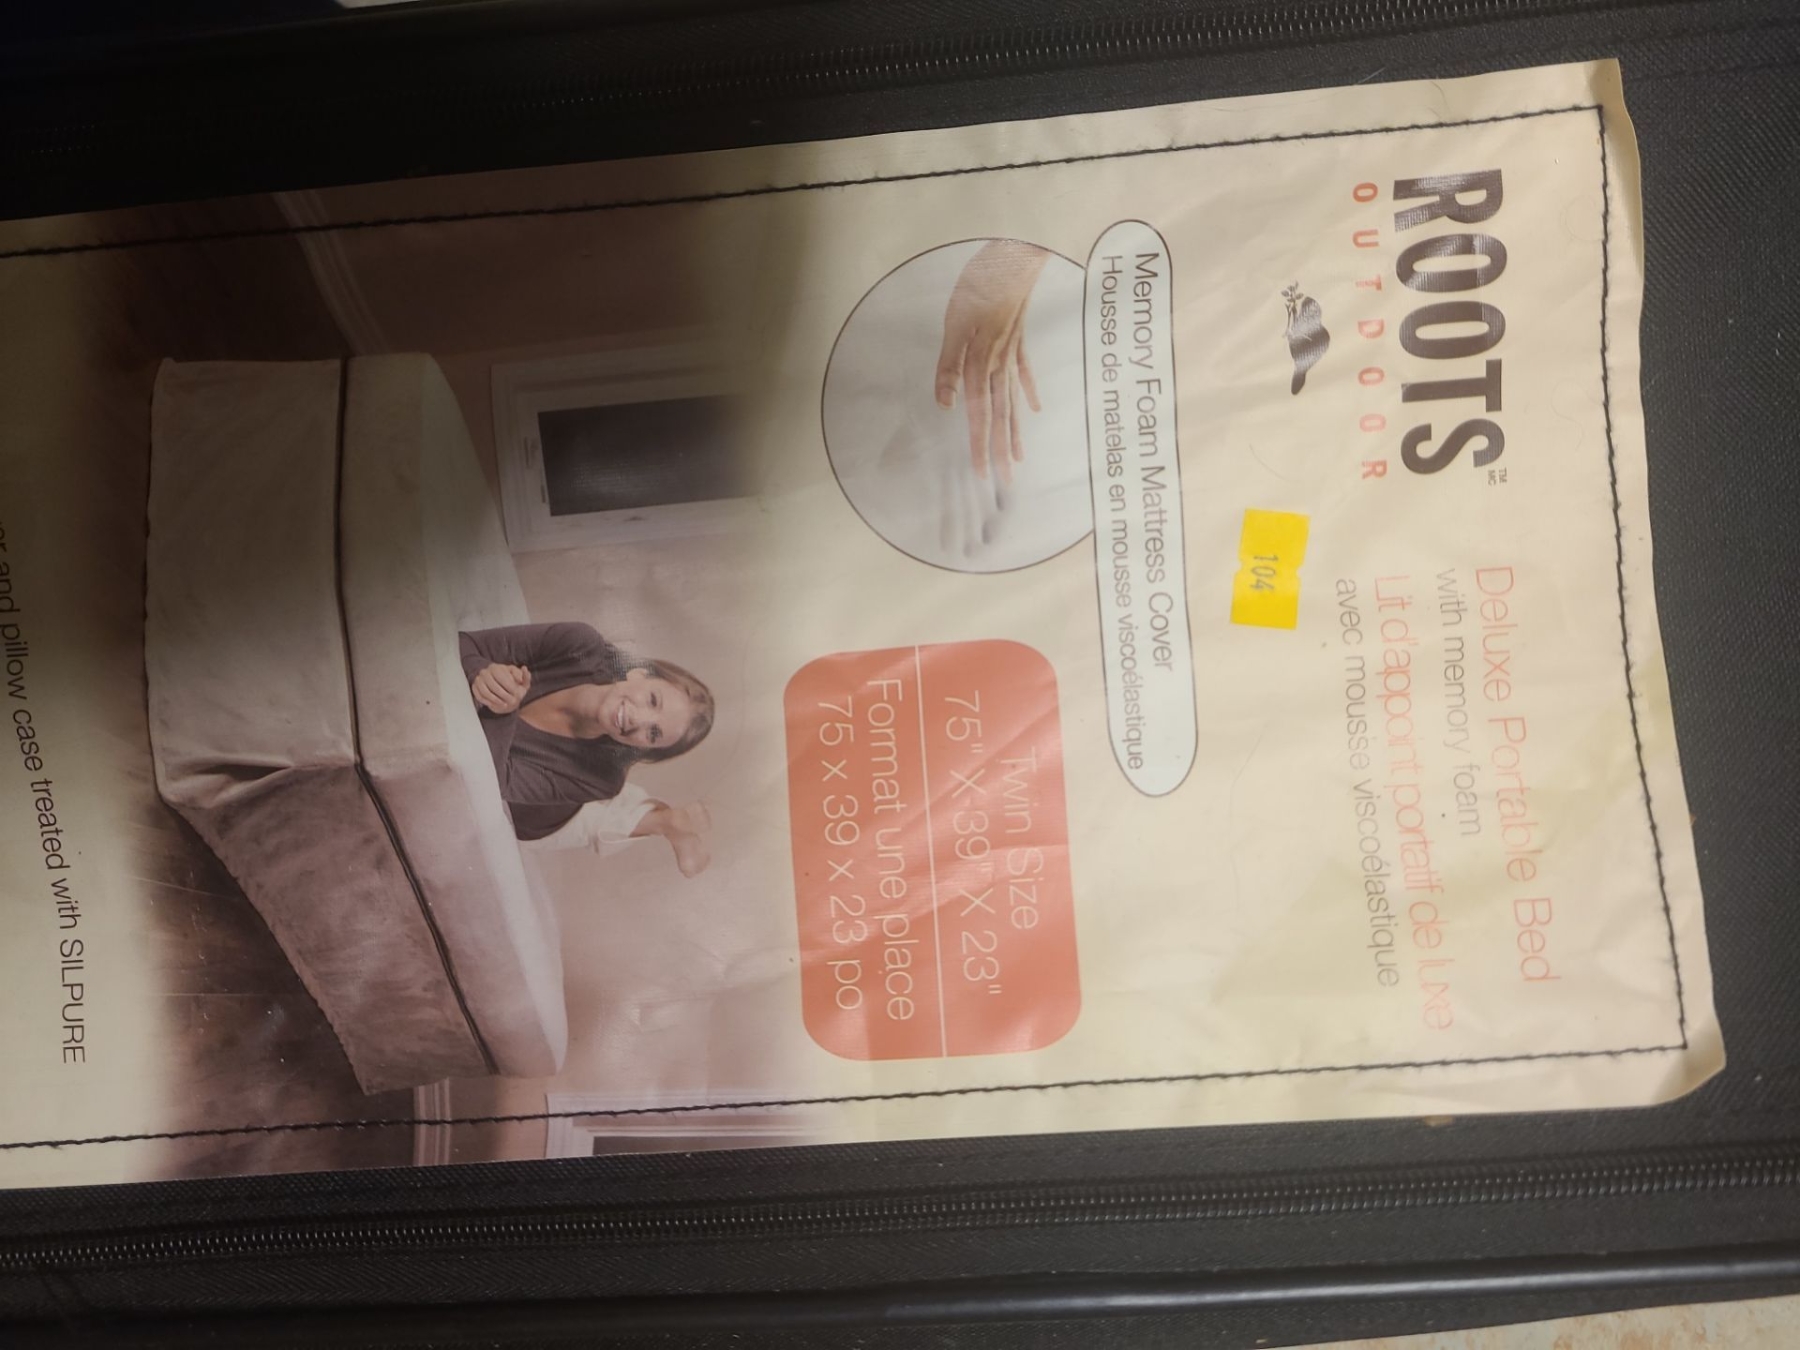 ROOTS
TM
MC
OUTDOOR
Deluxe Portable Bed
with memory foam
Lit d'appoint portatif de luxe
avec mousse viscoélastique
104
Memory Foam Mattress Cover
Housse de matelas en mousse viscoélastique
Twin Size
75" X 39" X 23"
Format une place
75 x 39 x 23 po
and pillow case treated with SILPURE